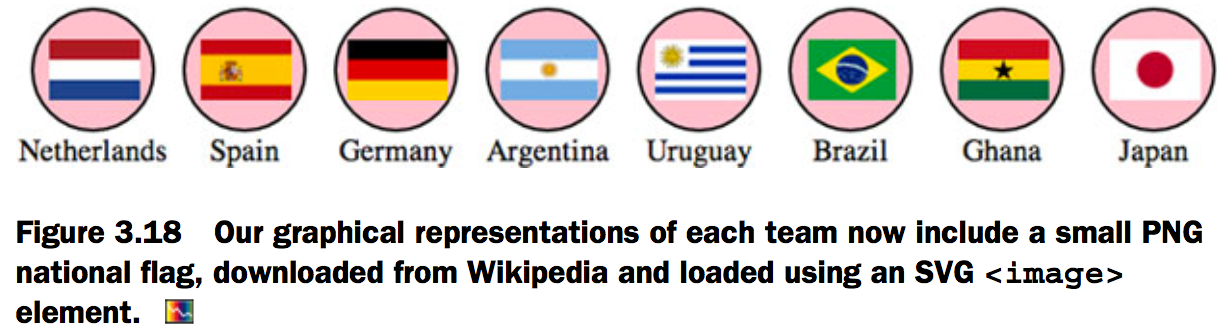 Netherlands Spain Germany Argentina Uruguay Brazil Ghana Japan
Figure 3.18 Our graphical representations of each team now include a small PNG
national flag, downloaded from Wikipedia and loaded using an SVG <image>
element.